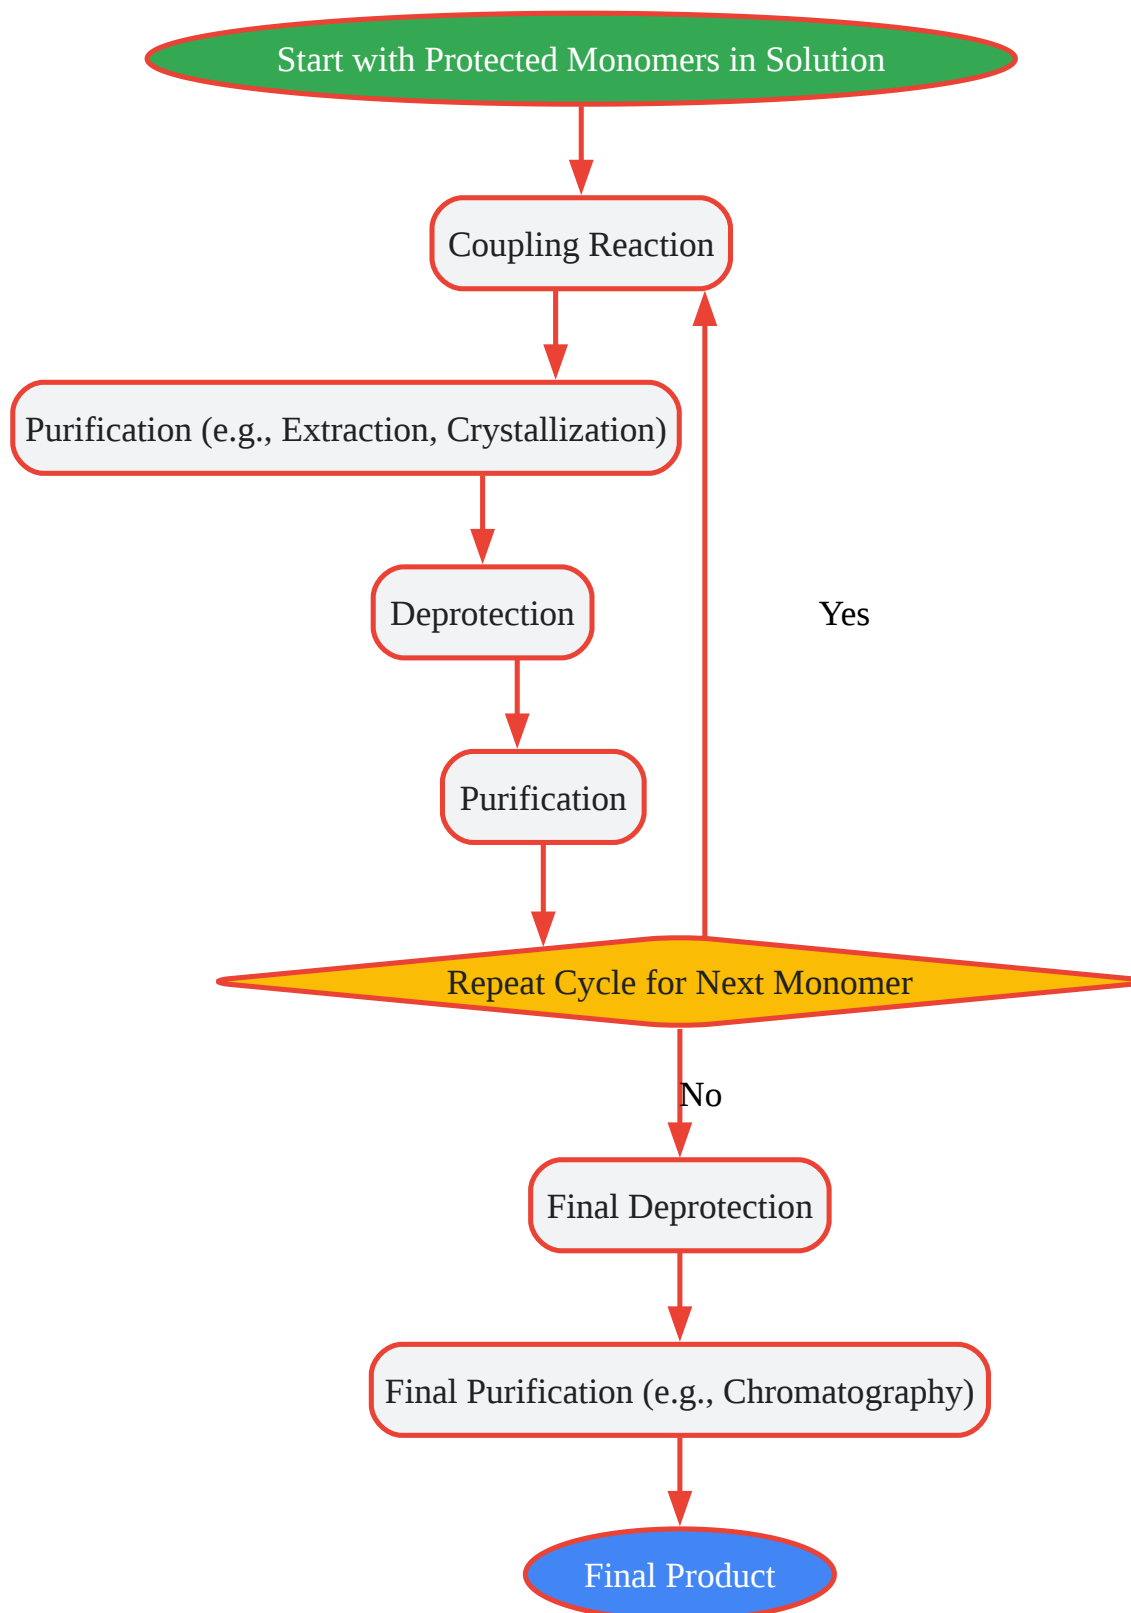 Start with Protected Monomers in Solution
Coupling Reaction
Purification (e.g., Extraction, Crystallization)
Deprotection
Yes
Purification
Repeat Cycle for Next Monomer
No
Final Deprotection
Final Purification (e.g., Chromatography)
Final Product